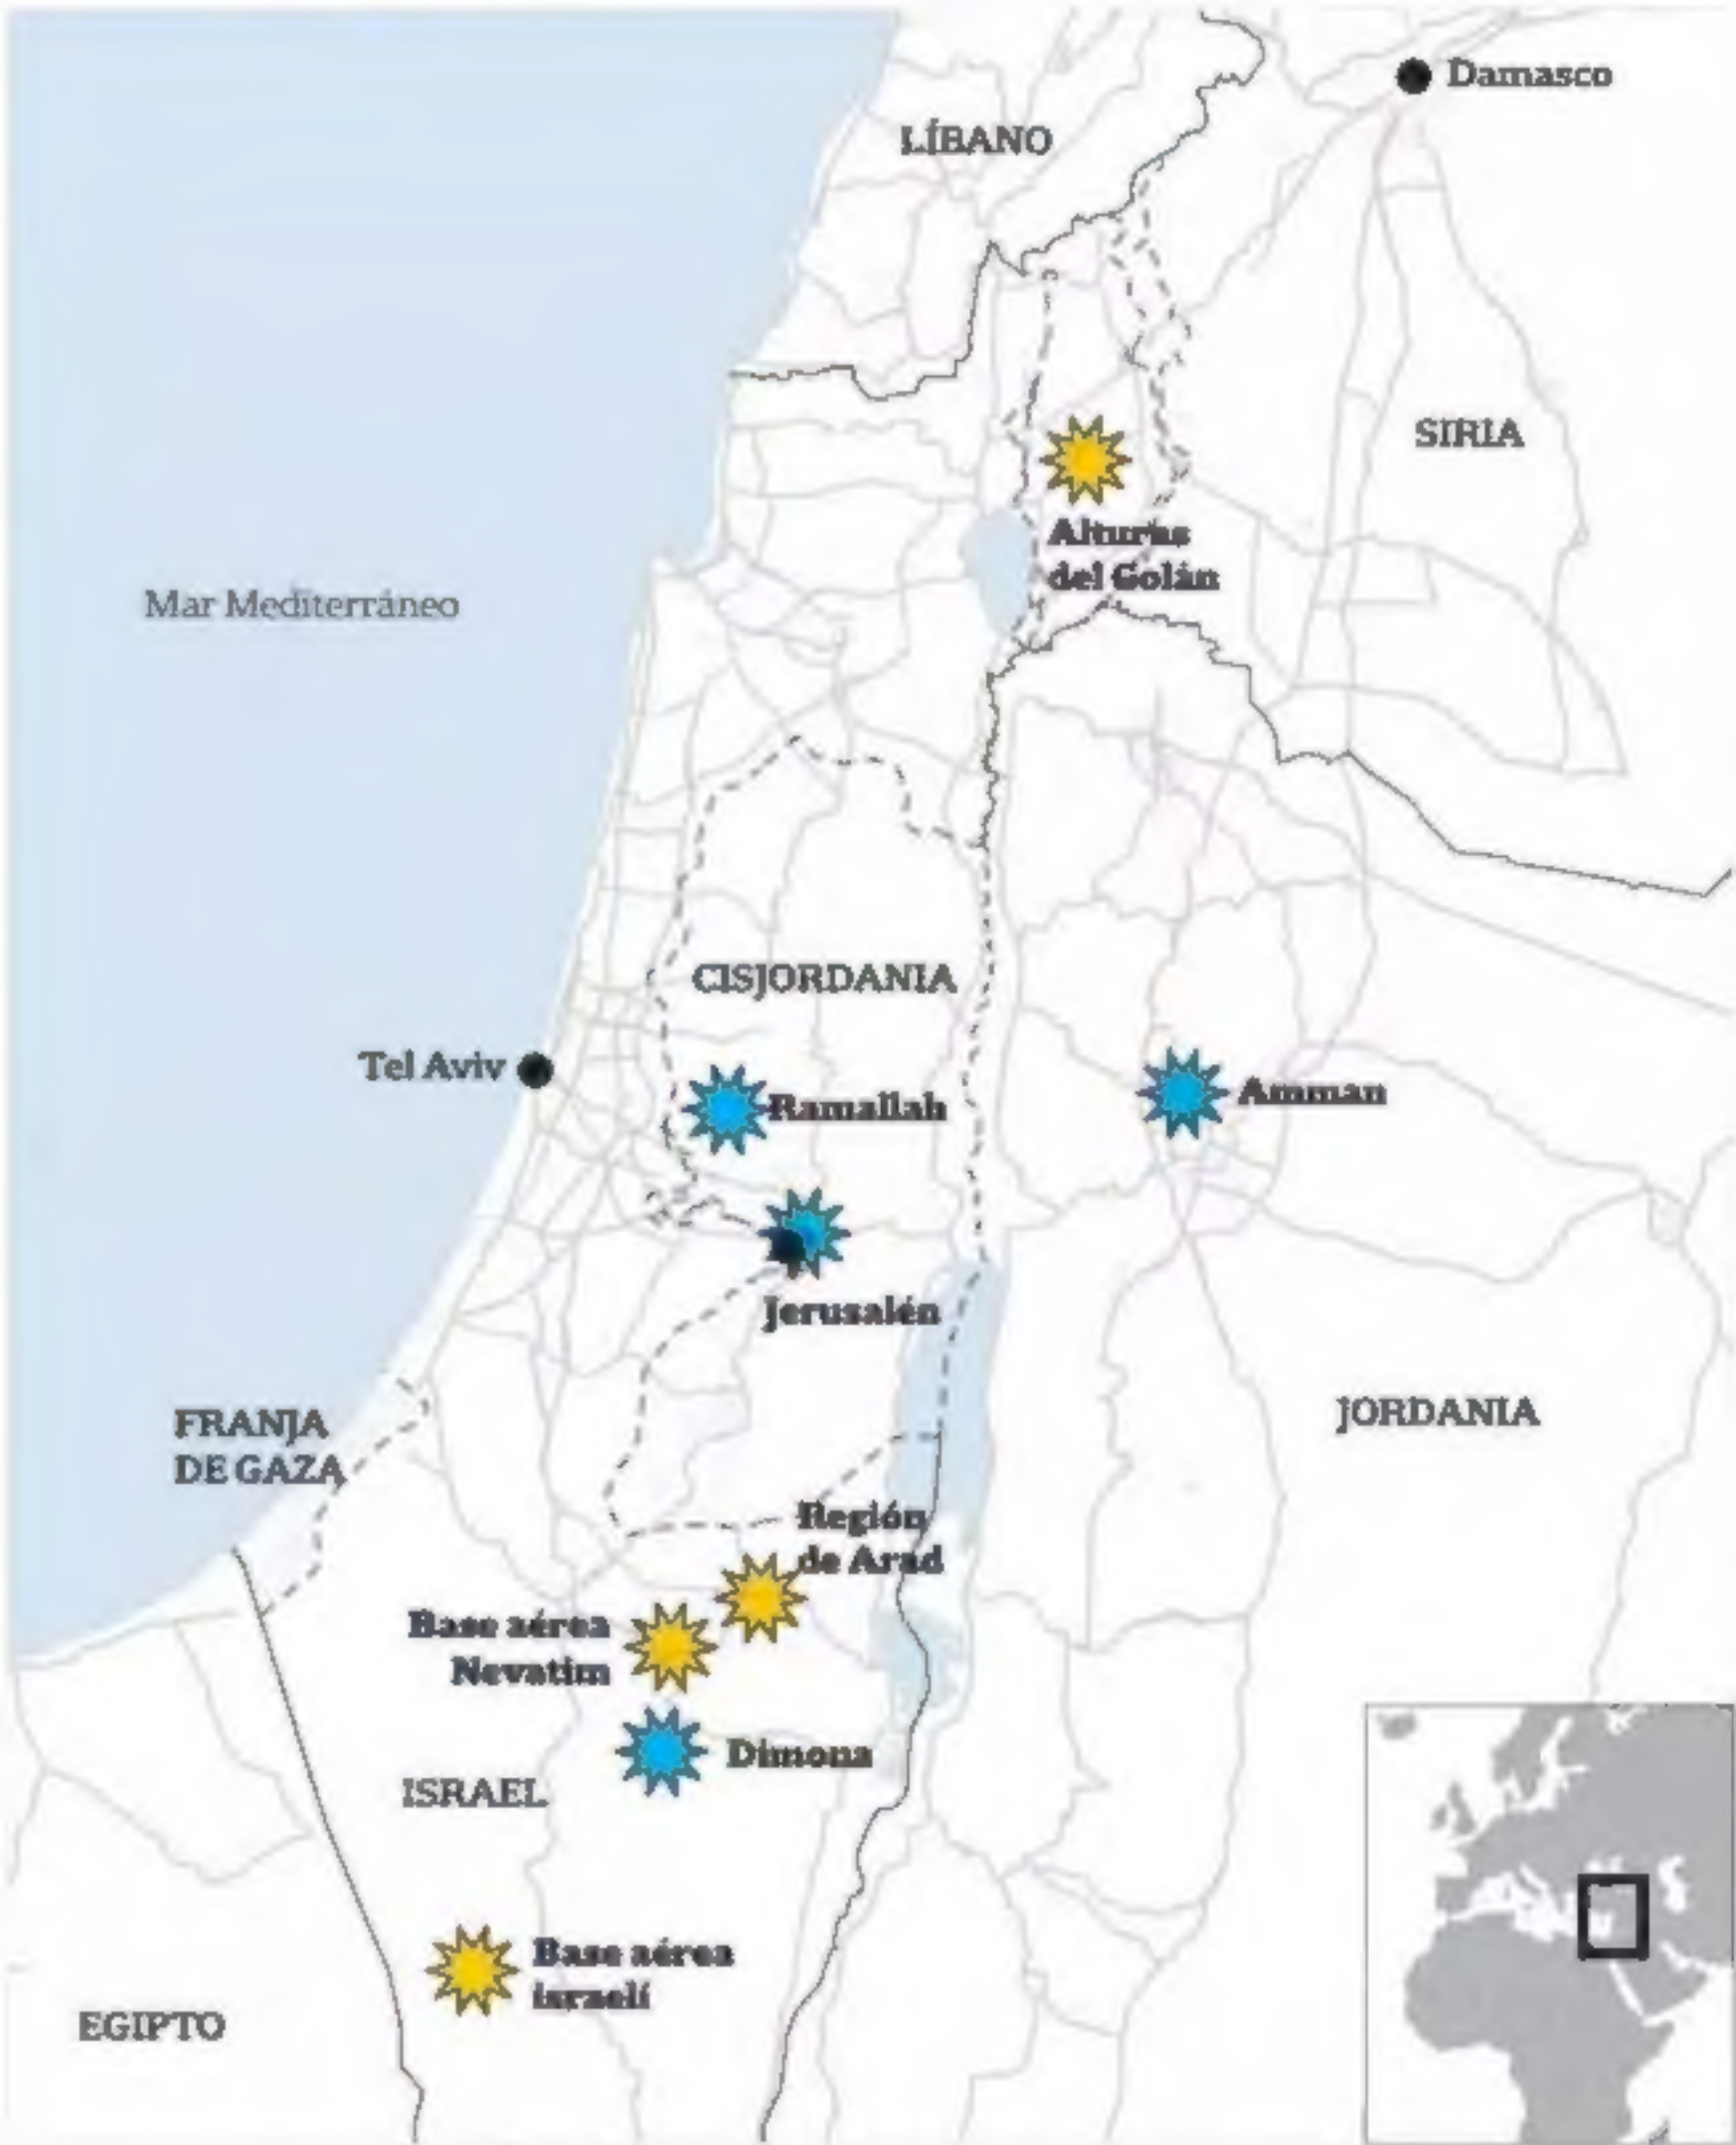 Damasco
LÍBANO
SIRIA
Alturas
del Golán
Mar Mediterráneo
CISJORDANIA
Tel Aviv
Ramallah
Amman
Jerusalén
FRANJA
DE GAZA
JORDANIA
Región
de Arad
Base aérea
Nevatim
Dimona
ISRAEL
Base aérea
israelí
EGIPTO